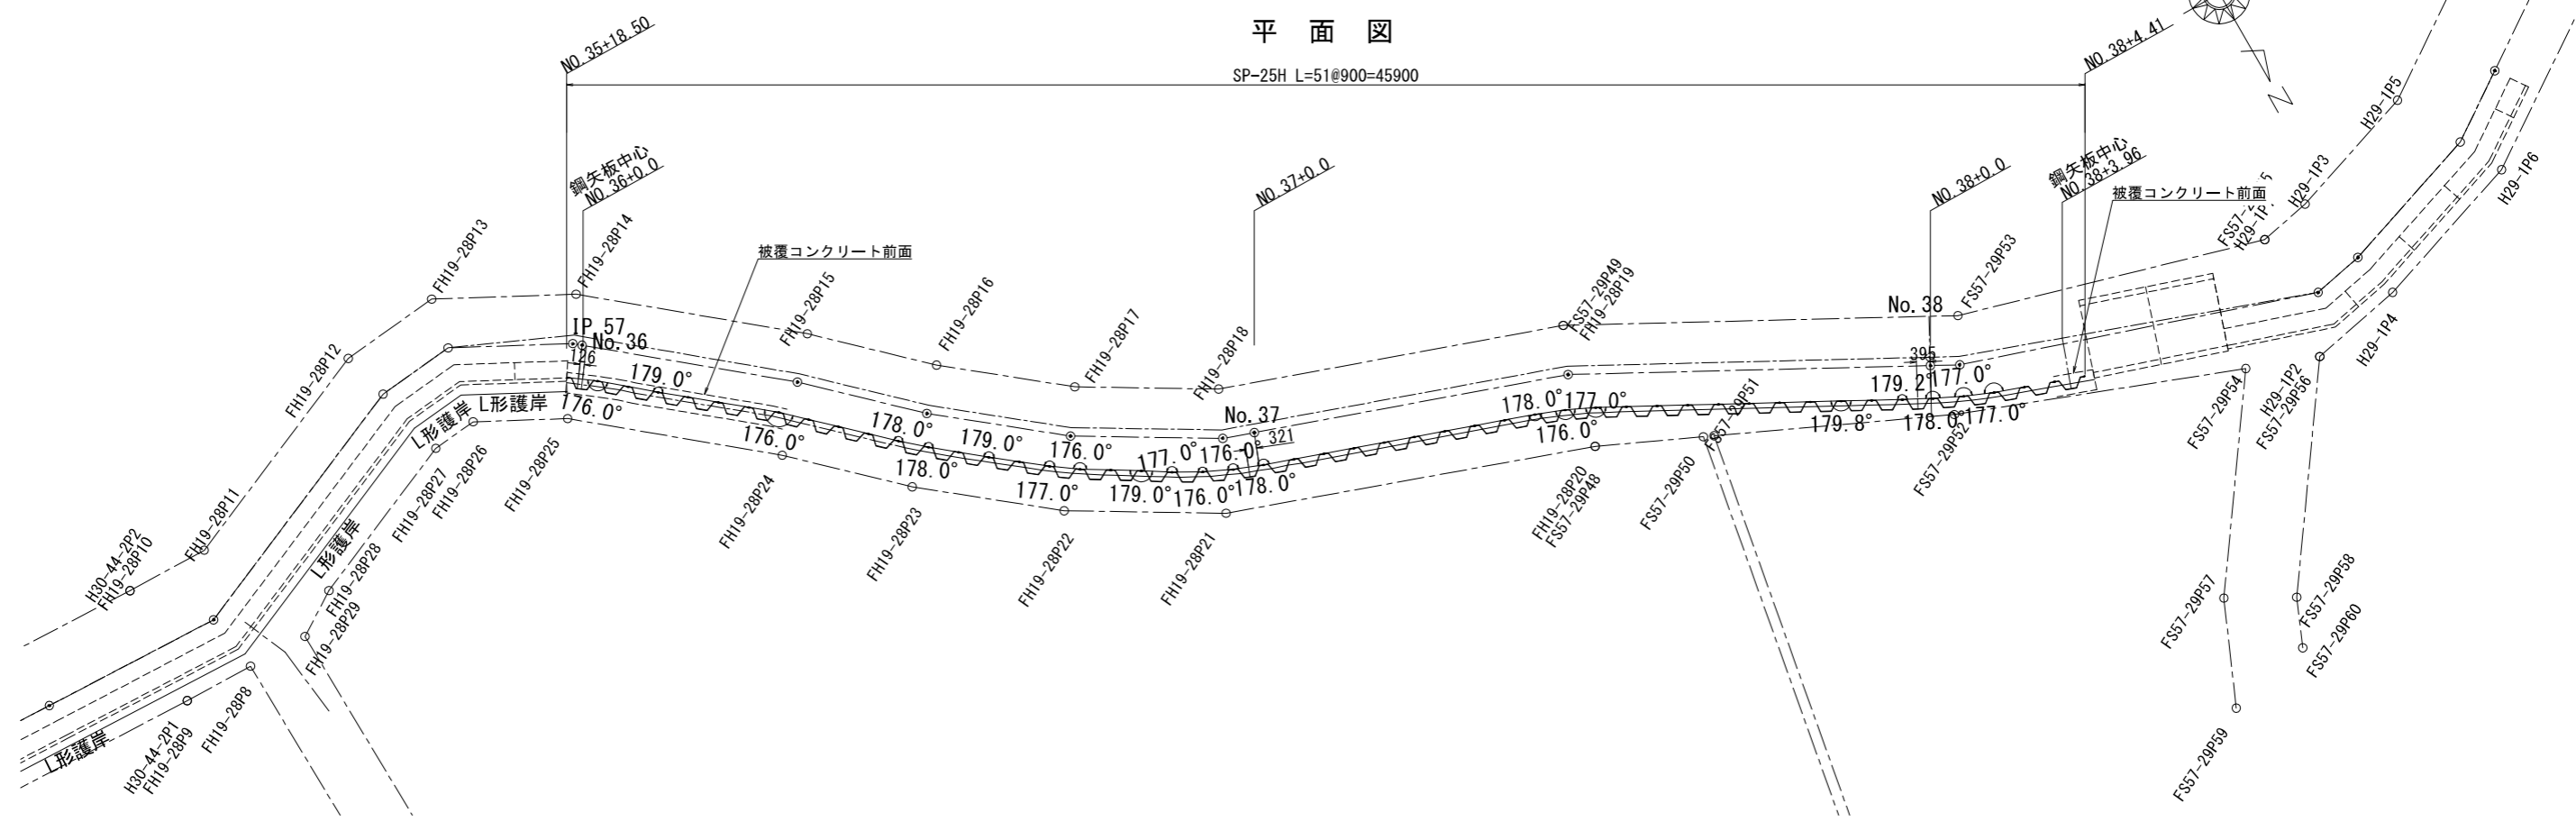 平 面 図
NO.35+18.50
NO.38+4.41
SP-25H L=51@900=45900
N
鋼矢板中心
NO.36+0.0
NO.37+0.0
NO.38+0.0
鋼矢板中心
NO.38+3.96
被覆コンクリート前面
被覆コンクリート前面
H29-1P5
H29-1P3
H29-1P6
H29-1P4
FH19-28P13
FH19-28P14
FH19-28P12
FH19-28P15
FH19-28P16
FH19-28P17
FH19-28P18
FS57-29P49
FH19-28P19
FS57-29P53
No.38
IP.57
No.36
126
179.0°
176.0°
L形護岸
L形護岸
L形護岸
L形護岸
176.0°
178.0°
178.0°
179.0°
176.0°
177.0°
177.0°
179.0°
176.0°
176.0°
No.37
321
178.0°
178.0°
177.0°
176.0°
395
179.2°
177.0°
179.8°
178.0°
177.0°
FS57-29P51
FS57-29P52
FS57-29P50
FS57-29P54
H29-1P2
FS57-29P56
FH19-28P11
H30-44-2P2
FH19-28P10
FH19-28P27
FH19-28P26
FH19-28P25
FH19-28P24
FH19-28P23
FH19-28P22
FH19-28P21
FH19-28P20
FS57-29P48
FH19-28P28
FH19-28P29
FH19-28P8
H30-44-2P1
FH19-28P9
FS57-29P57
FS57-29P58
FS57-29P60
FS57-29P59